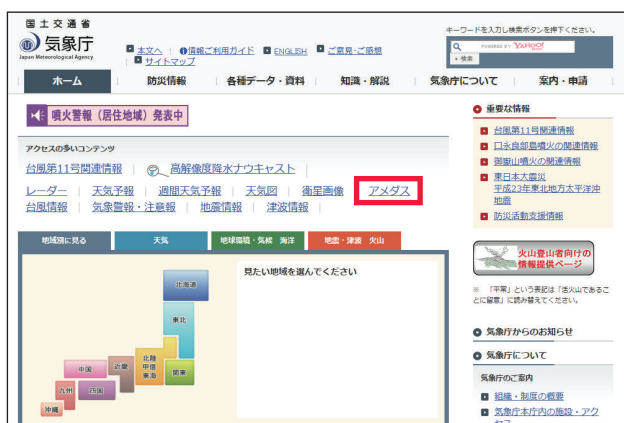 国土交通省
気象庁
Japan Meteorological Agency
本文へ | 情報ご利用ガイド ENGLISH ご意見・ご感想
サイトマップ
キーワードを入力し検索ボタンを押下ください。
POWERED BY YAHOO!
検索
ホーム 防災情報 各種データ・資料 知識・解説 気象庁について 案内・申請
噴火警報（居住地域）発表中
アクセスの多いコンテンツ
台風第11号関連情報 | 高解像度降水ナウキャスト |
レーダー | 天気予報 | 週間天気予報 | 天気図 | 衛星画像 | アメダス
台風情報 | 気象警報・注意報 | 地震情報 | 津波情報 |
地域別に見る 天気 地球環境・気候 海洋 地震・津波 火山
見たい地域を選んでください
北海道
東北
北陸
甲信
東海
関東
近畿
中国
四国
九州
沖縄
重要な情報
台風第11号関連情報
口永良部島噴火の関連情報
御嶽山噴火の関連情報
東日本大震災
平成23年東北地方太平洋沖
地震
防災活動支援情報
火山登山者向けの
情報提供ページ
※ 「平常」という表記は「活火山であるこ
とに留意」に読み替えてください。
気象庁からのお知らせ
気象庁について
気象庁のご案内
組織・制度の概要
気象庁本庁内の施設・アク
セス